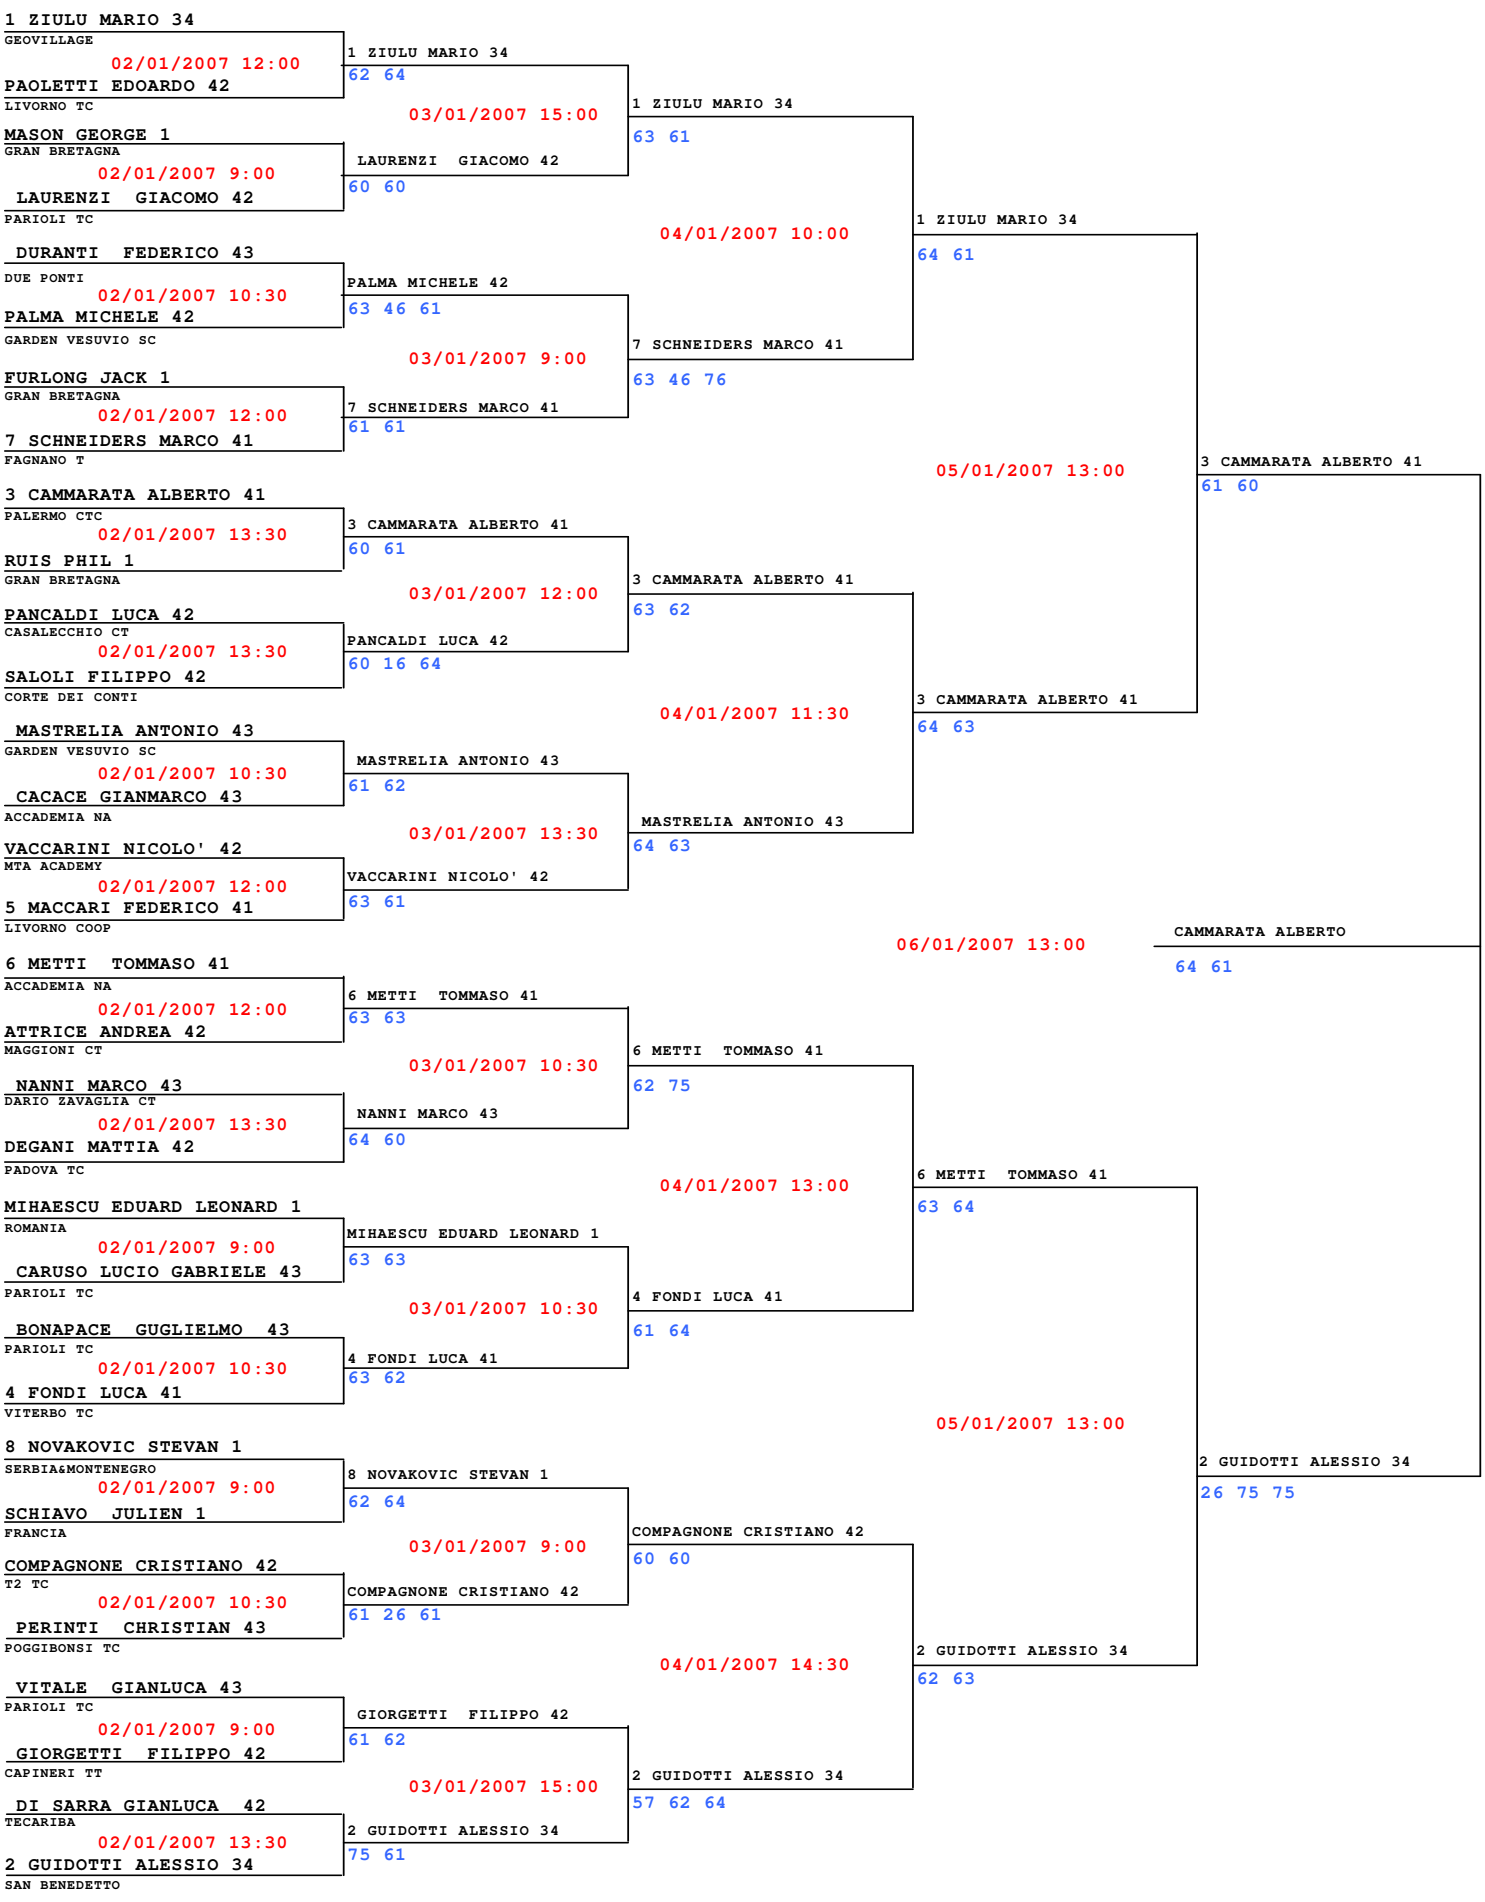 1 ZIULU MARIO 34
GEOVILLAGE
02/01/2007 12:00
PAOLETTI EDOARDO 42
LIVORNO TC
MASON GEORGE 1
GRAN BRETAGNA
02/01/2007 9:00
LAURENZI GIACOMO 42
PARIOLI TC
DURANTI FEDERICO 43
DUE PONTI
02/01/2007 10:30
PALMA MICHELE 42
GARDEN VESUVIO SC
FURLONG JACK 1
GRAN BRETAGNA
02/01/2007 12:00
7 SCHNEIDERS MARCO 41
FAGNANO T
3 CAMMARATA ALBERTO 41
PALERMO CTC
02/01/2007 13:30
RUIS PHIL 1
GRAN BRETAGNA
PANCALDI LUCA 42
CASALECCHIO CT
02/01/2007 13:30
SALOLI FILIPPO 42
CORTE DEI CONTI
MASTRELIA ANTONIO 43
GARDEN VESUVIO SC
02/01/2007 10:30
CACACE GIANMARCO 43
ACCADEMIA NA
VACCARINI NICOLO' 42
MTA ACADEMY
02/01/2007 12:00
5 MACCARI FEDERICO 41
LIVORNO COOP
6 METTI TOMMASO 41
ACCADEMIA NA
02/01/2007 12:00
ATTRICE ANDREA 42
MAGGIONI CT
NANNI MARCO 43
DARIO ZAVAGLIA CT
02/01/2007 13:30
DEGANI MATTIA 42
PADOVA TC
MIHAESCU EDUARD LEONARD 1
ROMANIA
02/01/2007 9:00
CARUSO LUCIO GABRIELE 43
PARIOLI TC
BONAPACE GUGLIELMO 43
PARIOLI TC
02/01/2007 10:30
4 FONDI LUCA 41
VITERBO TC
8 NOVAKOVIC STEVAN 1
SERBIA&MONTENEGRO
02/01/2007 9:00
SCHIAVO JULIEN 1
FRANCIA
COMPAGNONE CRISTIANO 42
T2 TC
02/01/2007 10:30
PERINTI CHRISTIAN 43
POGGIBONSI TC
VITALE GIANLUCA 43
PARIOLI TC
02/01/2007 9:00
GIORGETTI FILIPPO 42
CAPINERI TT
DI SARRA GIANLUCA 42
TECARIBA
02/01/2007 13:30
2 GUIDOTTI ALESSIO 34
SAN BENEDETTO
1 ZIULU MARIO 34
62 64
03/01/2007 15:00
LAURENZI GIACOMO 42
60 60
PALMA MICHELE 42
63 46 61
03/01/2007 9:00
7 SCHNEIDERS MARCO 41
61 61
3 CAMMARATA ALBERTO 41
60 61
03/01/2007 12:00
PANCALDI LUCA 42
60 16 64
MASTRELIA ANTONIO 43
61 62
03/01/2007 13:30
VACCARINI NICOLO' 42
63 61
6 METTI TOMMASO 41
63 63
03/01/2007 10:30
NANNI MARCO 43
64 60
MIHAESCU EDUARD LEONARD 1
63 63
03/01/2007 10:30
4 FONDI LUCA 41
63 62
8 NOVAKOVIC STEVAN 1
62 64
03/01/2007 9:00
COMPAGNONE CRISTIANO 42
61 26 61
GIORGETTI FILIPPO 42
61 62
03/01/2007 15:00
2 GUIDOTTI ALESSIO 34
75 61
1 ZIULU MARIO 34
63 61
04/01/2007 10:00
7 SCHNEIDERS MARCO 41
63 46 76
3 CAMMARATA ALBERTO 41
63 62
04/01/2007 11:30
MASTRELIA ANTONIO 43
64 63
6 METTI TOMMASO 41
62 75
04/01/2007 13:00
4 FONDI LUCA 41
61 64
COMPAGNONE CRISTIANO 42
60 60
04/01/2007 14:30
2 GUIDOTTI ALESSIO 34
57 62 64
1 ZIULU MARIO 34
64 61
05/01/2007 13:00
3 CAMMARATA ALBERTO 41
64 63
6 METTI TOMMASO 41
63 64
05/01/2007 13:00
2 GUIDOTTI ALESSIO 34
62 63
3 CAMMARATA ALBERTO 41
61 60
06/01/2007 13:00
2 GUIDOTTI ALESSIO 34
26 75 75
CAMMARATA ALBERTO
64 61